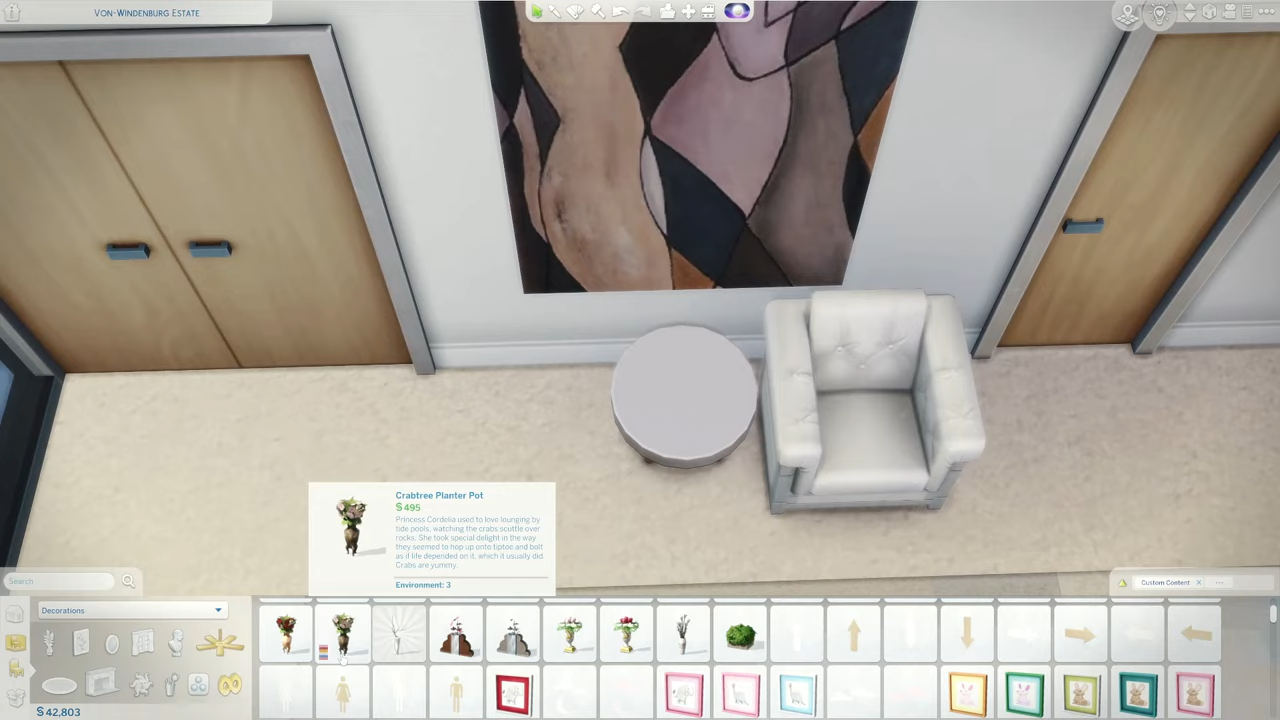 VON-WINDENBURG ESTATE
Crabtree Planter Pot
§495
Princess Cordelia used to love lounging by
tide pools, watching the crabs scuttle over
rocks. She took special delight in the way
they seemed to hop up onto tiptoe and bolt
as if life depended on it, which it usually did.
Crabs are yummy.
Environment: 3
Search
Custom Content
Decorations
§42,803